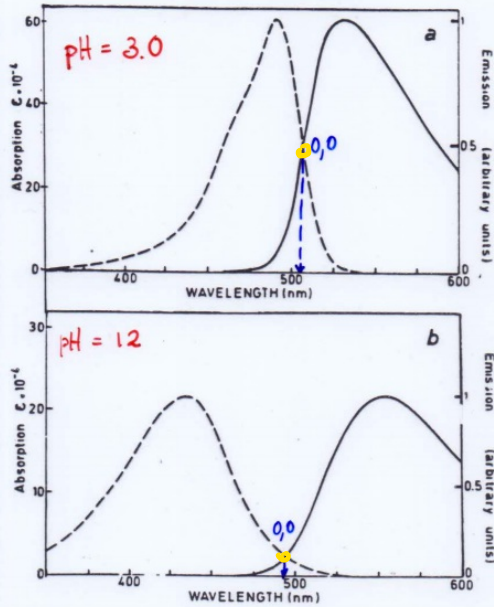 60
40
20
0
Absorption ε.10⁻⁴
pH = 3.0
a
0,0
1
0.5
0
Emission (arbitrary units)
400
500
600
WAVELENGTH (nm)
30
20
10
0
Absorption ε.10⁻⁴
pH = 12
b
0,0
1
0.5
0
Emission (arbitrary units)
400
500
600
WAVELENGTH (nm)